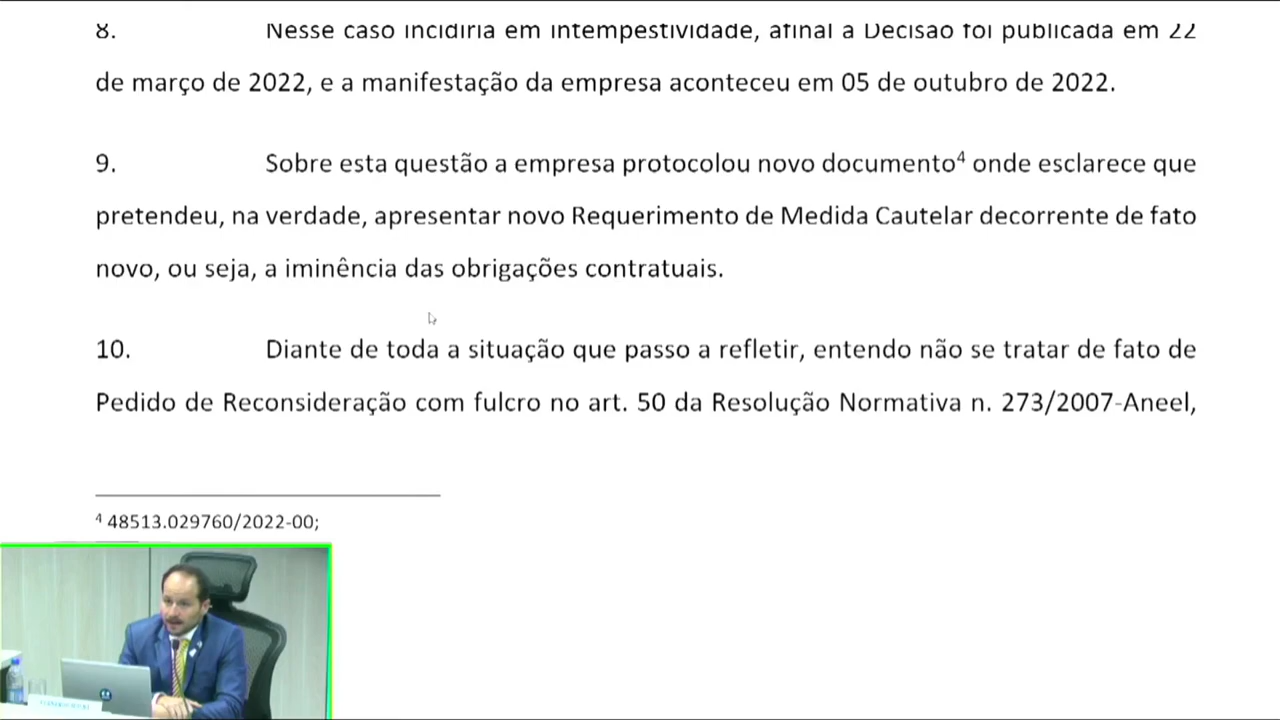 8. Nesse caso incidiria em intempestividade, afinal a Decisão foi publicada em 22
de março de 2022, e a manifestação da empresa aconteceu em 05 de outubro de 2022.
9. Sobre esta questão a empresa protocolou novo documento⁴ onde esclarece que
pretendeu, na verdade, apresentar novo Requerimento de Medida Cautelar decorrente de fato
novo, ou seja, a iminência das obrigações contratuais.
10. Diante de toda a situação que passo a refletir, entendo não se tratar de fato de
Pedido de Reconsideração com fulcro no art. 50 da Resolução Normativa n. 273/2007-Aneel,
⁴ 48513.029760/2022-00;